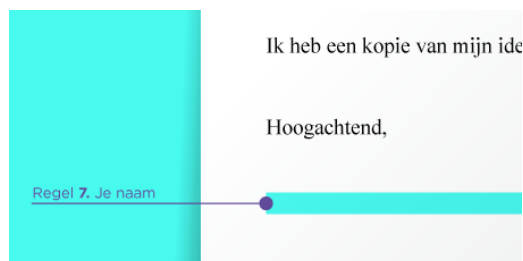 Ik heb een kopie van mijn ide
Hoogachtend,
Regel 7. Je naam